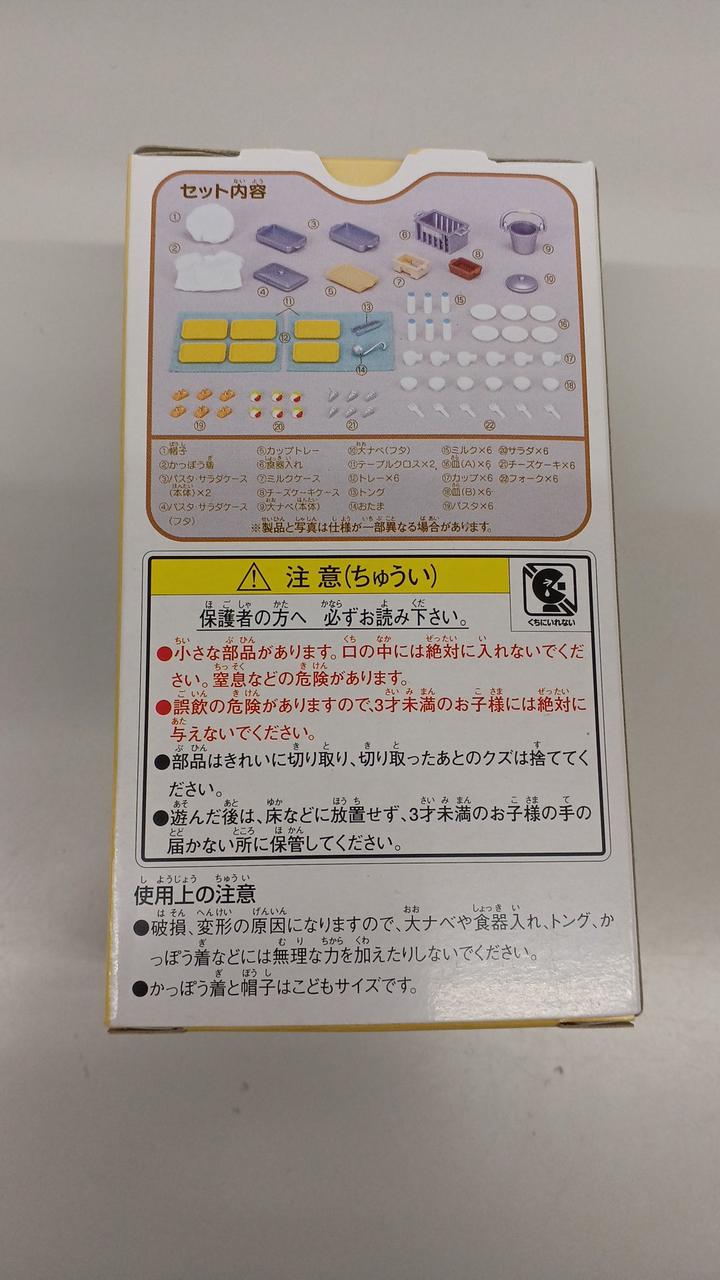 セット内容
①帽子 ⑤カップトレー ⑩大ナベ(フタ) ⑮ミルク×6 ⑳サラダ×6
②かっぽう着 ⑥食器入れ ⑪テーブルクロス×2 ⑯皿(A)×6 ㉑チーズケーキ×6
③パスタ・サラダケース ⑦ミルクケース ⑫トレー×6 ⑰カップ×6 ㉒フォーク×6
(本体)×2 ⑧チーズケーキケース ⑬トング ⑱皿(B)×6
④パスタ・サラダケース ⑨大ナベ(本体) ⑭おたま ⑲パスタ×6
(フタ)
※製品と写真は仕様が一部異なる場合があります。
注意(ちゅうい)
くちにいれない
保護者の方へ 必ずお読み下さい。
●小さな部品があります。口の中には絶対に入れないでくだ
さい。窒息などの危険があります。
●誤飲の危険がありますので、3才未満のお子様には絶対に
与えないでください。
●部品はきれいに切り取り、切り取ったあとのクズは捨ててく
ださい。
●遊んだ後は、床などに放置せず、3才未満のお子様の手の
届かない所に保管してください。
使用上の注意
●破損、変形の原因になりますので、大ナベや食器入れ、トング、か
っぽう着などには無理な力を加えたりしないでください。
●かっぽう着と帽子はこどもサイズです。